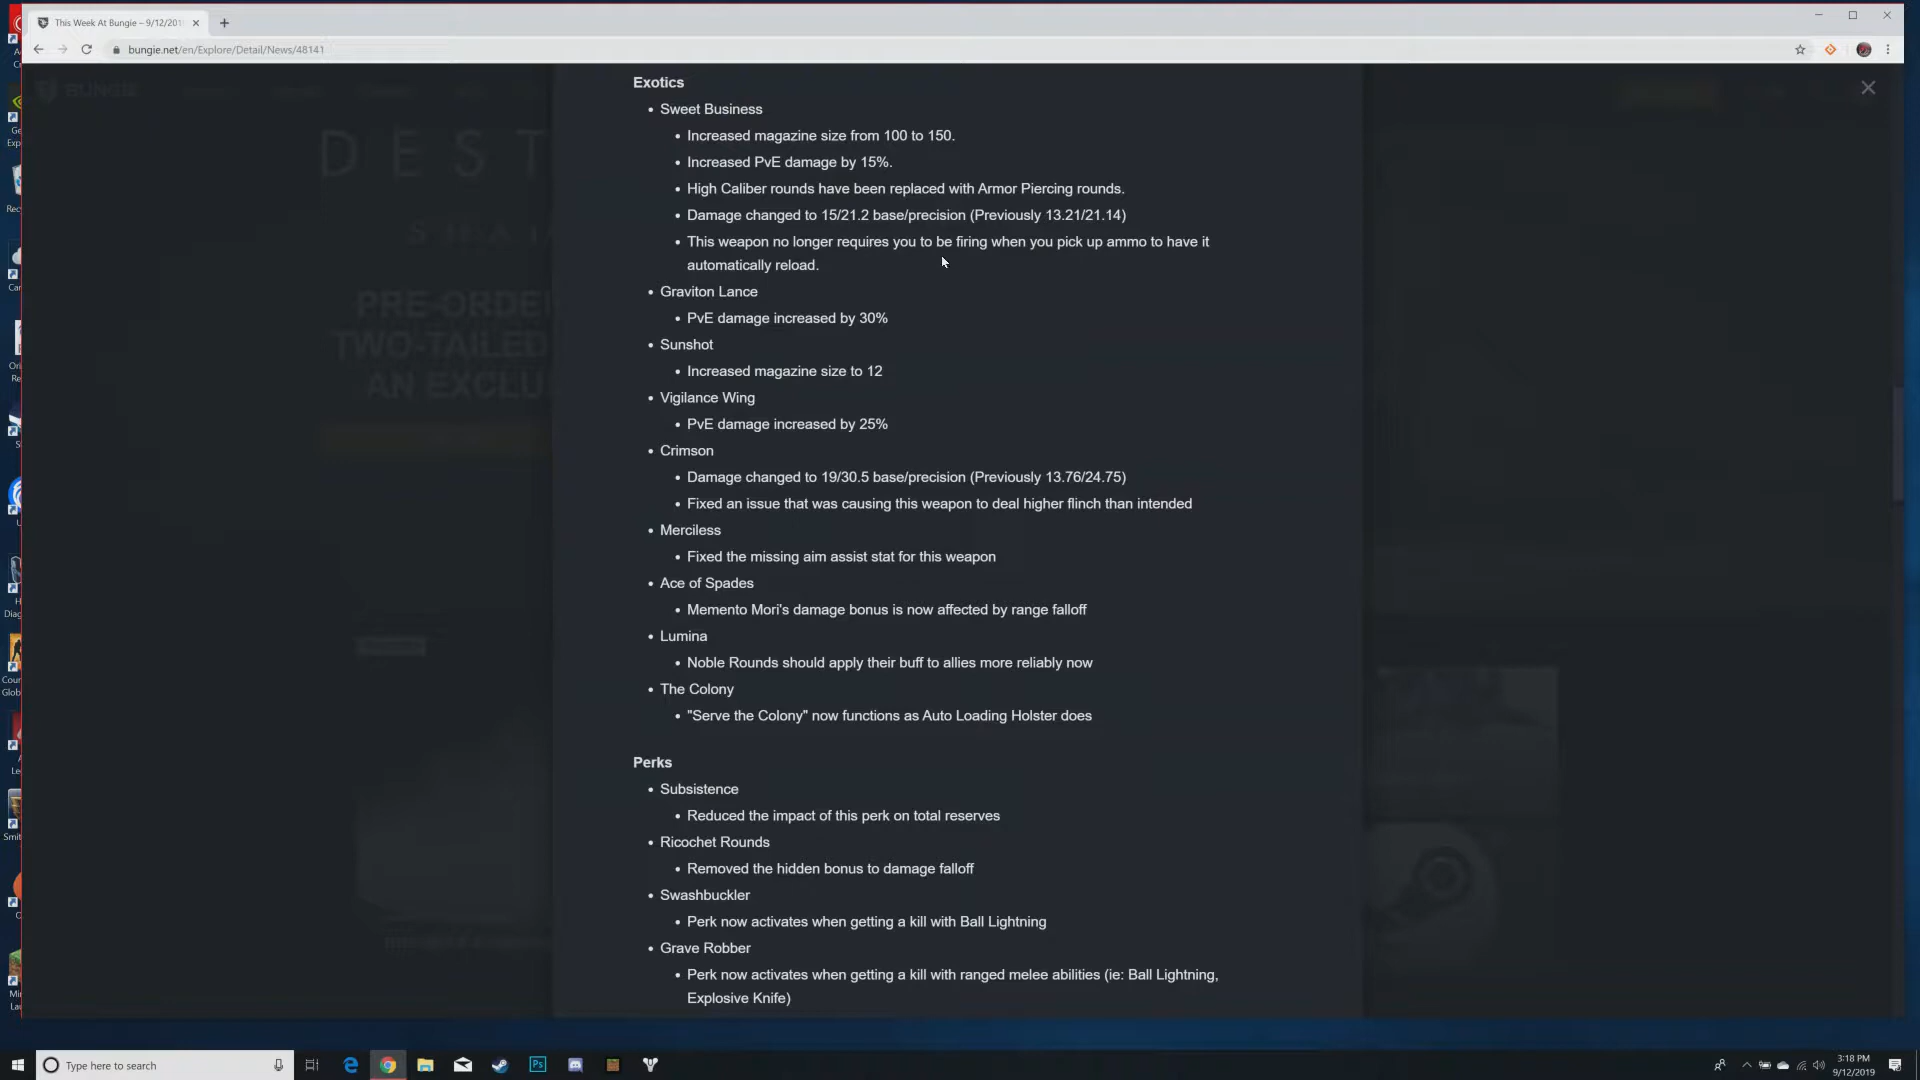 This Week At Bungie – 9/12/201
bungie.net/en/Explore/Detail/News/48141
BUNGIE
DEST
PRE-ORDE
TWO-TAILED
AN EXCLU
Exotics
• Sweet Business
• Increased magazine size from 100 to 150.
• Increased PvE damage by 15%.
• High Caliber rounds have been replaced with Armor Piercing rounds.
• Damage changed to 15/21.2 base/precision (Previously 13.21/21.14)
• This weapon no longer requires you to be firing when you pick up ammo to have it
automatically reload.
• Graviton Lance
• PvE damage increased by 30%
• Sunshot
• Increased magazine size to 12
• Vigilance Wing
• PvE damage increased by 25%
• Crimson
• Damage changed to 19/30.5 base/precision (Previously 13.76/24.75)
• Fixed an issue that was causing this weapon to deal higher flinch than intended
• Merciless
• Fixed the missing aim assist stat for this weapon
• Ace of Spades
• Memento Mori's damage bonus is now affected by range falloff
• Lumina
• Noble Rounds should apply their buff to allies more reliably now
• The Colony
• "Serve the Colony" now functions as Auto Loading Holster does
Perks
• Subsistence
• Reduced the impact of this perk on total reserves
• Ricochet Rounds
• Removed the hidden bonus to damage falloff
• Swashbuckler
• Perk now activates when getting a kill with Ball Lightning
• Grave Robber
• Perk now activates when getting a kill with ranged melee abilities (ie: Ball Lightning,
Explosive Knife)
Type here to search
Ps
3:18 PM
9/12/2019